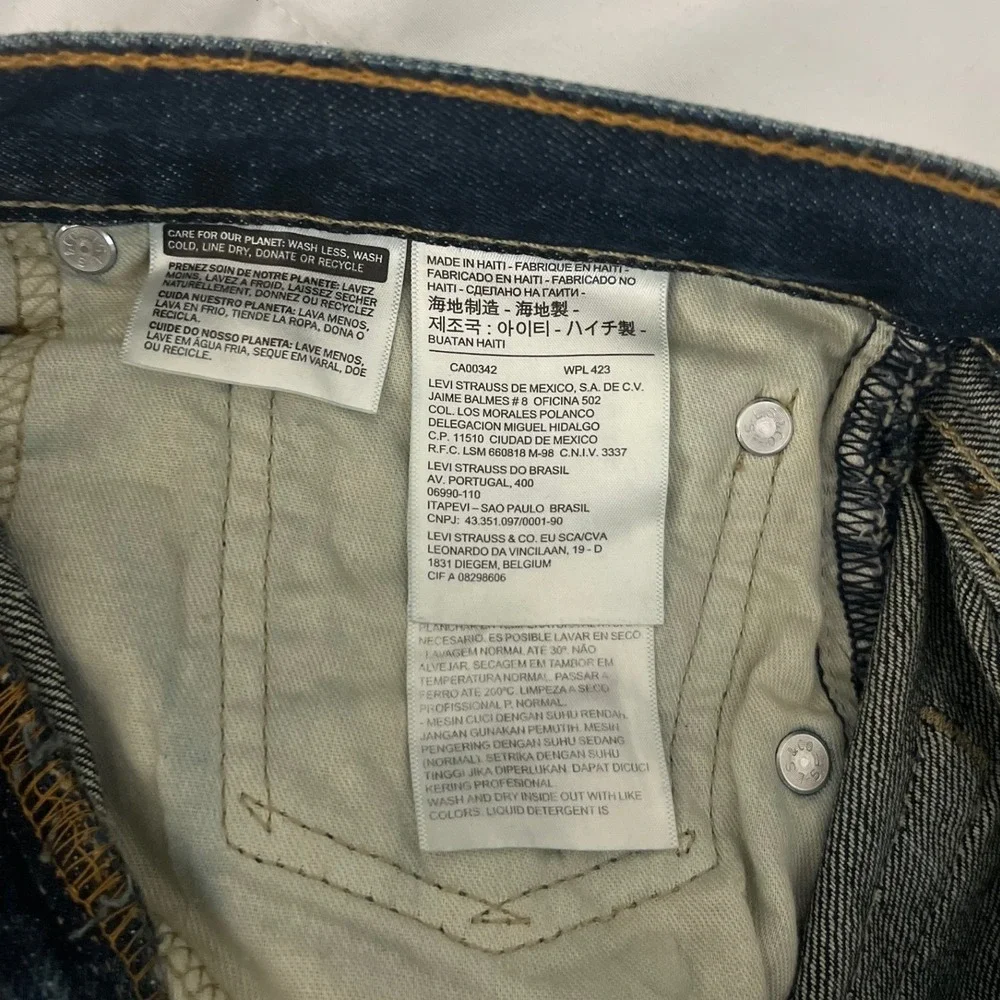 CARE FOR OUR PLANET: WASH LESS, WASH
COLD, LINE DRY, DONATE OR RECYCLE
PRENEZ SOIN DE NOTRE PLANETE: LAVEZ
MOINS, LAVEZ A FROID, LAISSEZ SECHER
NATURELLEMENT, DONNEZ OU RECYCLEZ
CUIDA NUESTRO PLANETA: LAVA MENOS,
LAVA EN FRIO, TIENDE LA ROPA, DONA O
RECICLA.
CUIDE DO NOSSO PLANETA: LAVE MENOS,
LAVE EM ÁGUA FRIA, SEQUE EM VARAL, DOE
OU RECICLE.
MADE IN HAITI - FABRIQUE EN HAITI -
FABRICADO EN HAITI - FABRICADO NO
HAITI - СДЕЛАНО НА ГАИТИ -
海地制造 - 海地製 -
제조국 : 아이티 - ハイチ製 -
BUATAN HAITI
CA00342 WPL 423
LEVI STRAUSS DE MEXICO, S.A. DE C.V.
JAIME BALMES # 8 OFICINA 502
COL. LOS MORALES POLANCO
DELEGACION MIGUEL HIDALGO
C.P. 11510 CIUDAD DE MEXICO
R.F.C. LSM 660818 M-98 C.N.I.V. 3337
LEVI STRAUSS DO BRASIL
AV. PORTUGAL, 400
06990-110
ITAPEVI – SAO PAULO BRASIL
CNPJ: 43.351.097/0001-90
LEVI STRAUSS & CO. EU SCA/CVA
LEONARDO DA VINCILAAN, 19 - D
1831 DIEGEM, BELGIUM
CIF A 08298606
NECESARIO. ES POSIBLE LAVAR EN SECO
- LAVAGEM NORMAL ATÉ 30°. NÃO
ALVEJAR. SECAGEM EM TAMBOR EM
TEMPERATURA NORMAL. PASSAR A
FERRO ATÉ 200°C. LIMPEZA A SECO
PROFISSIONAL P. NORMAL.
- MESIN CUCI DENGAN SUHU RENDAH.
JANGAN GUNAKAN PEMUTIH. MESIN
PENGERING DENGAN SUHU SEDANG
(NORMAL). SETRIKA DENGAN SUHU
TINGGI JIKA DIPERLUKAN. DAPAT DICUCI
KERING PROFESIONAL
WASH AND DRY INSIDE OUT WITH LIKE
COLORS. LIQUID DETERGENT IS